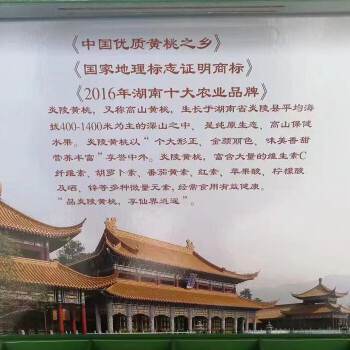 《中国优质黄桃之乡》
《国家地理标志证明商标》
《2016年湖南十大农业品牌》
炎陵黄桃，又称高山黄桃，生长于湖南省炎陵县平均海
拔400-1400米为主的深山之中、是纯原生态、高山保健
水果。炎陵黄桃以“个大形正、金颜丽色、味美香甜
营养丰富”享誉中外。炎陵黄桃，富含大量的维生素C
纤维素、胡萝卜素、番茄黄素、红素、苹果酸、柠檬酸
及硒、锌等多种微量元素，经常食用有益健康。
“品炎陵黄桃，享仙界逍遥”。